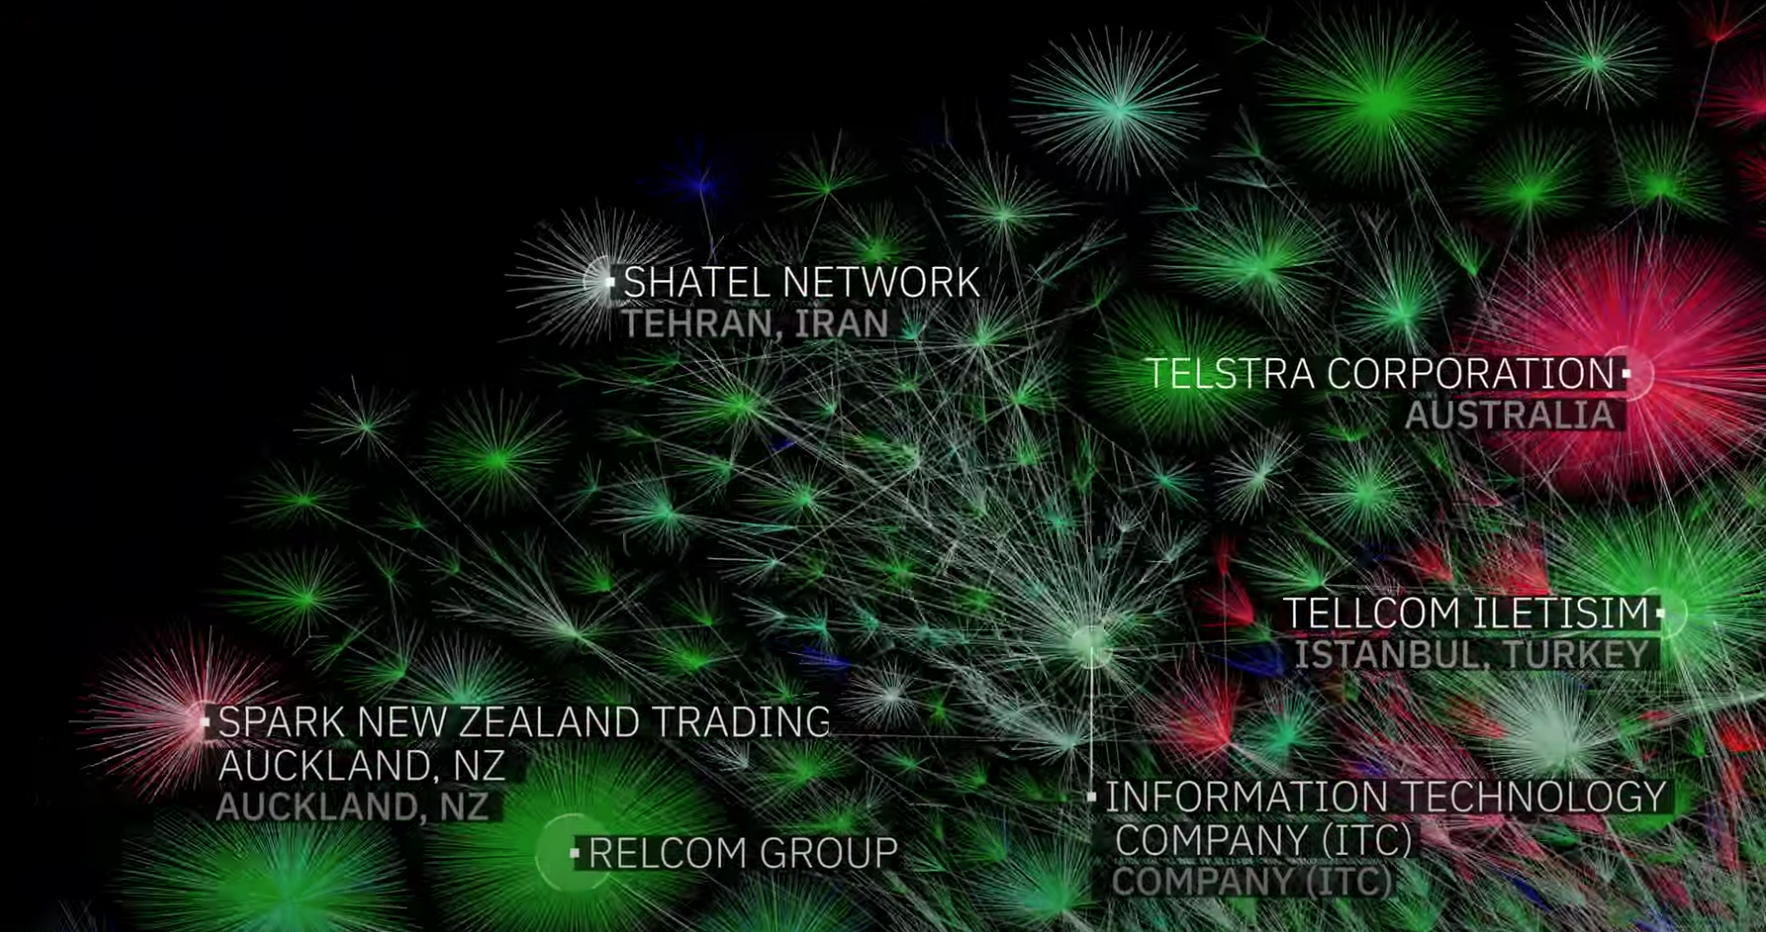 SHATEL NETWORK
TEHRAN, IRAN
TELSTRA CORPORATION
AUSTRALIA
TELLCOM ILETISIM
ISTANBUL, TURKEY
SPARK NEW ZEALAND TRADING
AUCKLAND, NZ
AUCKLAND, NZ
INFORMATION TECHNOLOGY
COMPANY (ITC)
COMPANY (ITC)
RELCOM GROUP